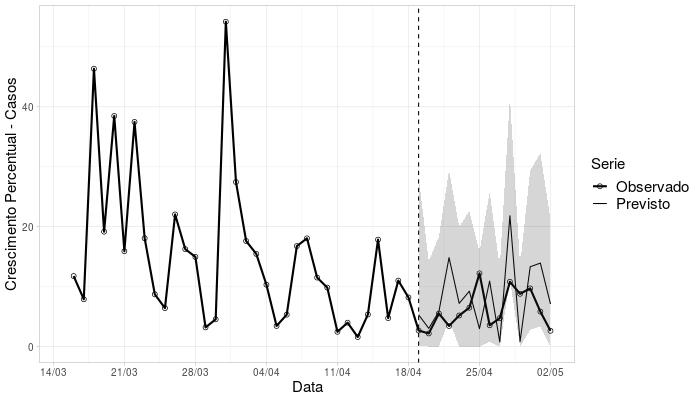 Crescimento Percentual - Casos
40
20
0
14/03 21/03 28/03 04/04 11/04 18/04 25/04 02/05
Data
Serie
Observado
Previsto